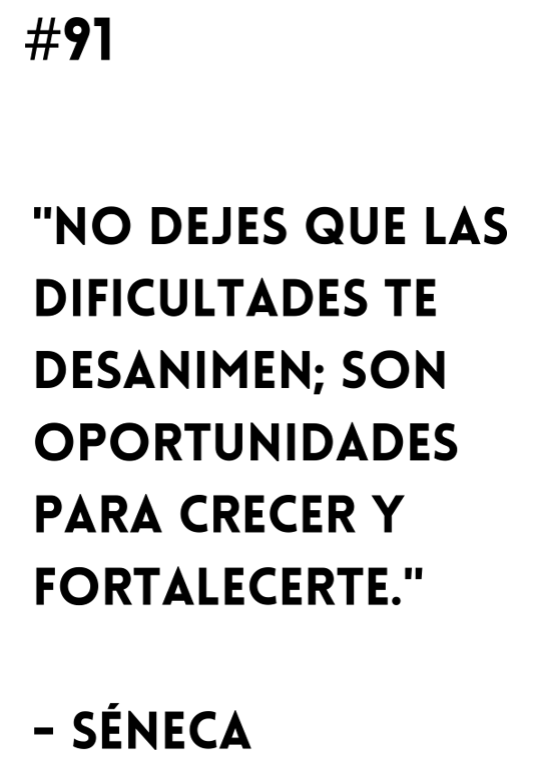 #91
"NO DEJES QUE LAS
DIFICULTADES TE
DESANIMEN; SON
OPORTUNIDADES
PARA CRECER Y
FORTALECERTE."
- SÉNECA